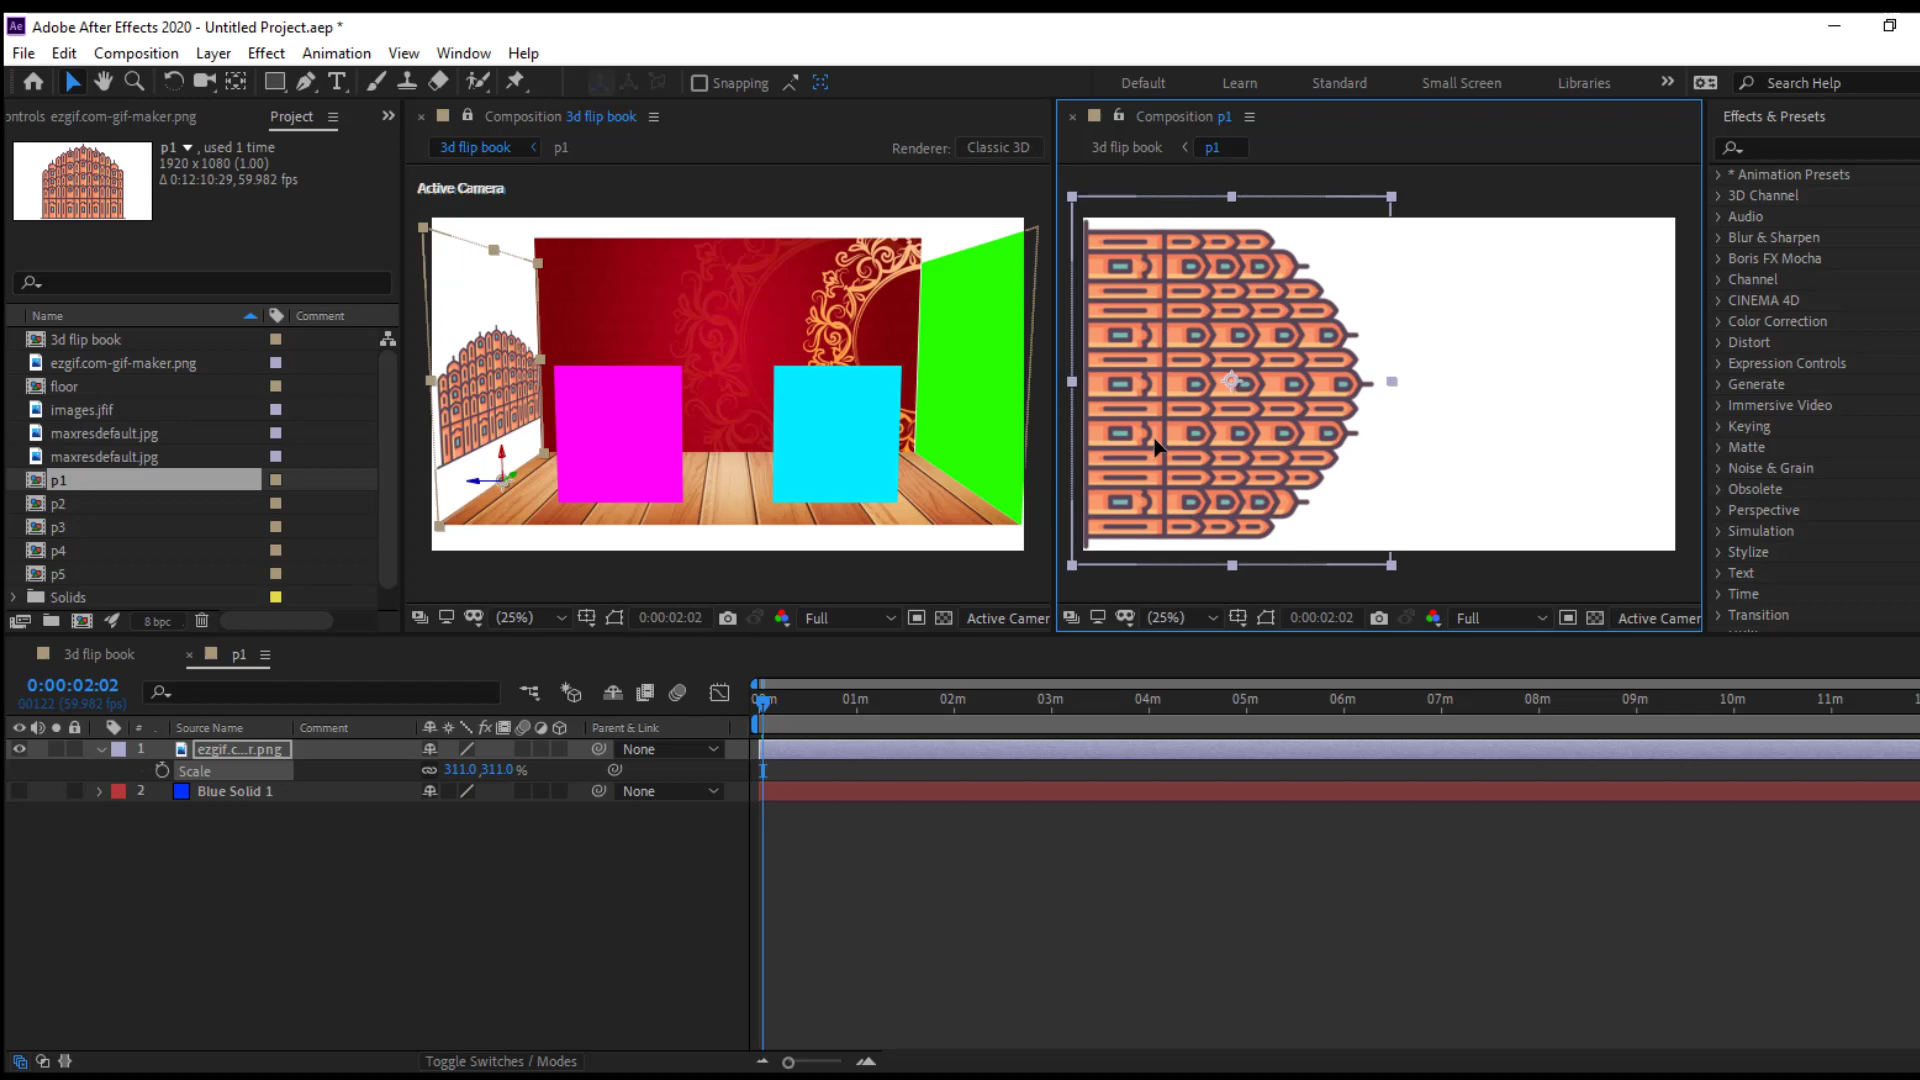 Ae Adobe After Effects 2020 - Untitled Project.aep *
File Edit Composition Layer Effect Animation View Window Help
Snapping Default Learn Standard Small Screen Libraries Search Help
ontrols ezgif.com-gif-maker.png Project
p1 , used 1 time
1920 x 1080 (1.00)
Δ 0:12:10:29, 59.982 fps
Name Comment
3d flip book
ezgif.com-gif-maker.png
floor
images.jfif
maxresdefault.jpg
maxresdefault.jpg
p1
p2
p3
p4
p5
Solids
8 bpc
Composition 3d flip book
3d flip book p1 Renderer: Classic 3D
Active Camera
(25%) 0:00:02:02 Full Active Camer
Composition p1
3d flip book p1
(25%) 0:00:02:02 Full Active Camer
Effects & Presets
* Animation Presets
3D Channel
Audio
Blur & Sharpen
Boris FX Mocha
Channel
CINEMA 4D
Color Correction
Distort
Expression Controls
Generate
Immersive Video
Keying
Matte
Noise & Grain
Obsolete
Perspective
Simulation
Stylize
Text
Time
Transition
3d flip book p1
0:00:02:02
00122 (59.982 fps)
01m 02m 03m 04m 05m 06m 07m 08m 09m 10m 11m
# Source Name Comment fx Parent & Link
1 ezgif.c...r.png None
Scale 311.0,311.0 %
2 Blue Solid 1 None
Toggle Switches / Modes